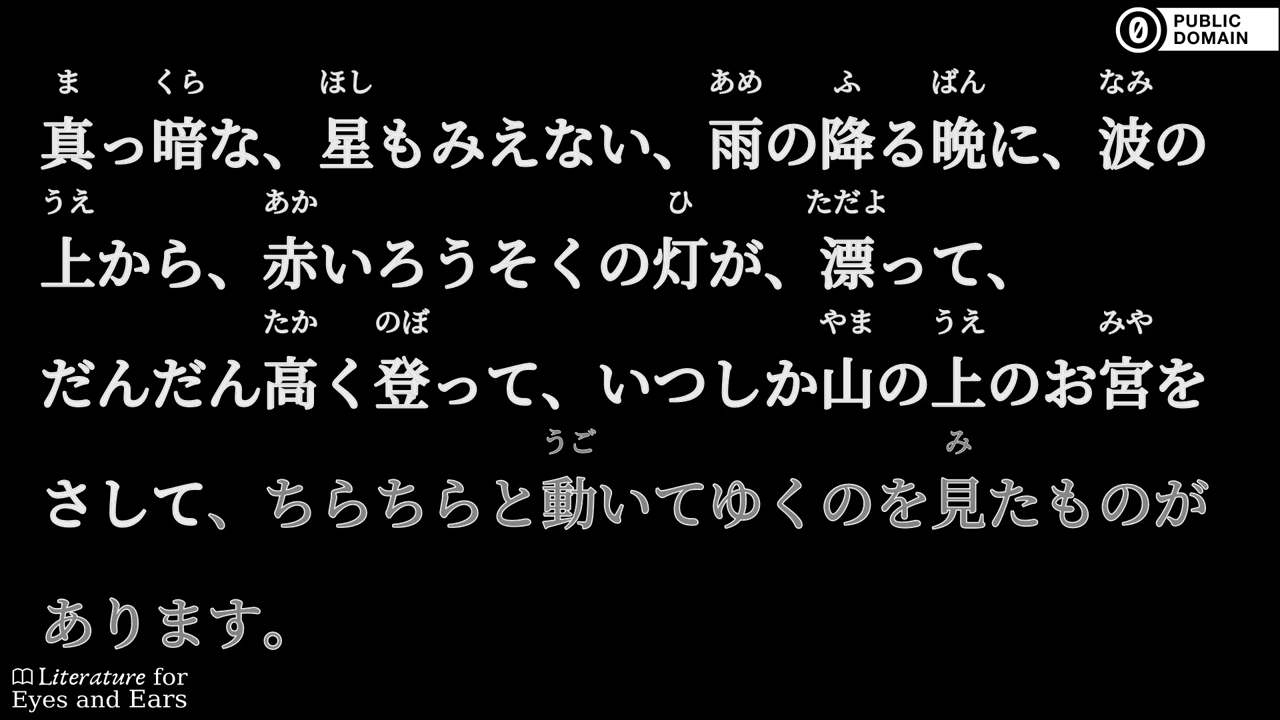 PUBLIC
DOMAIN
ま くら ほし あめ ふ ばん なみ
真っ暗な、星もみえない、雨の降る晩に、波の
うえ あか ひ ただよ
上から、赤いろうそくの灯が、漂って、
たか のぼ やま うえ みや
だんだん高く登って、いつしか山の上のお宮を
うご み
さして、ちらちらと動いてゆくのを見たものが
あります。
Literature for
Eyes and Ears